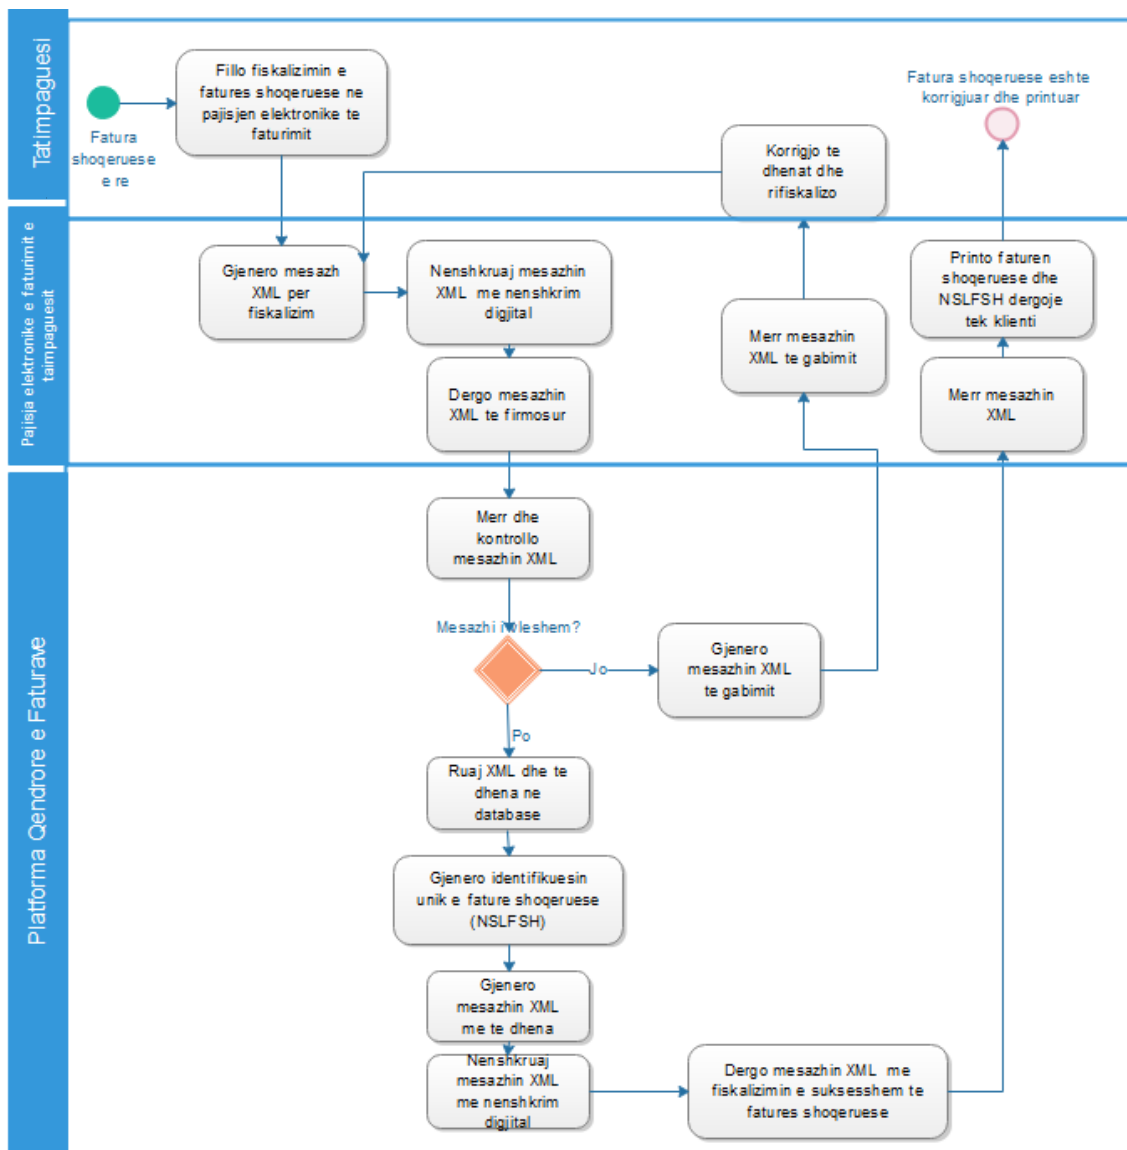 Tatimpaguesi
Fillo fiskalizimin e
fatures shoqeruese ne
pajisjen elektronike te
faturimit
Fatura
shoqeruese
e re
Korrigjo te
dhenat dhe
rifiskalizo
Fatura shoqeruese eshte
korrigjuar dhe printuar
Pajisja elektronike e faturimit e
taimpaguesit
Gjenero mesazh
XML per
fiskalizim
Nenshkruaj mesazhin
XML me nenshkrim
digjital
Dergo mesazhin
XML te firmosur
Merr mesazhin
XML te gabimit
Printo faturen
shoqeruese dhe
NSLFSH dergoje
tek klienti
Merr mesazhin
XML
Platforma Qendrore e Faturave
Merr dhe
kontrollo
mesazhin XML
Mesazhi i vleshem?
Jo
Gjenero
mesazhin XML
te gabimit
Po
Ruaj XML dhe te
dhena ne
database
Gjenero identifikuesin
unik e fature shoqeruese
(NSLFSH)
Gjenero
mesazhin XML
me te dhena
Nenshkruaj
mesazhin XML
me nenshkrim
digjital
Dergo mesazhin XML me
fiskalizimin e suksesshem te
fatures shoqeruese